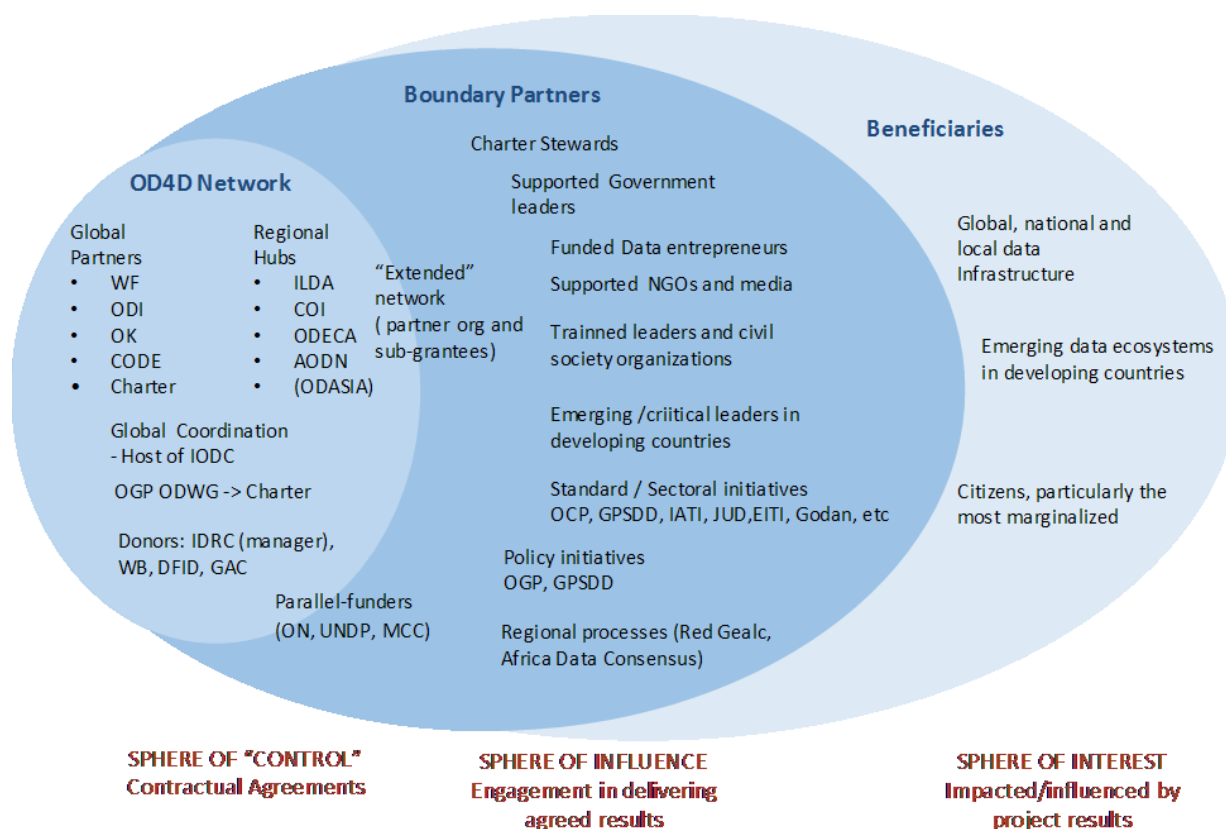 Boundary Partners
Beneficiaries
OD4D Network
Global
Partners
• WF
• ODI
• OK
• CODE
• Charter
Regional
Hubs
• ILDA
• COI
• ODECA
• AODN
• (ODASIA)
Global Coordination
- Host of IODC
OGP ODWG -> Charter
Donors: IDRC (manager),
WB, DFID, GAC
"Extended"
network
( partner org and
sub-grantees)
Parallel-funders
(ON, UNDP, MCC)
Charter Stewards
Supported Government
leaders
Funded Data entrepreneurs
Supported NGOs and media
Trainned leaders and civil
society organizations
Emerging /criitical leaders in
developing countries
Standard / Sectoral initiatives
OCP, GPSDD, IATI, JUD,EITI, Godan, etc
Policy initiatives
OGP, GPSDD
Regional processes (Red Gealc,
Africa Data Consensus)
Global, national and
local data
Infrastructure
Emerging data ecosystems
in developing countries
Citizens, particularly the
most marginalized
SPHERE OF "CONTROL"
Contractual Agreements
SPHERE OF INFLUENCE
Engagement in delivering
agreed results
SPHERE OF INTEREST
Impacted/influenced by
project results